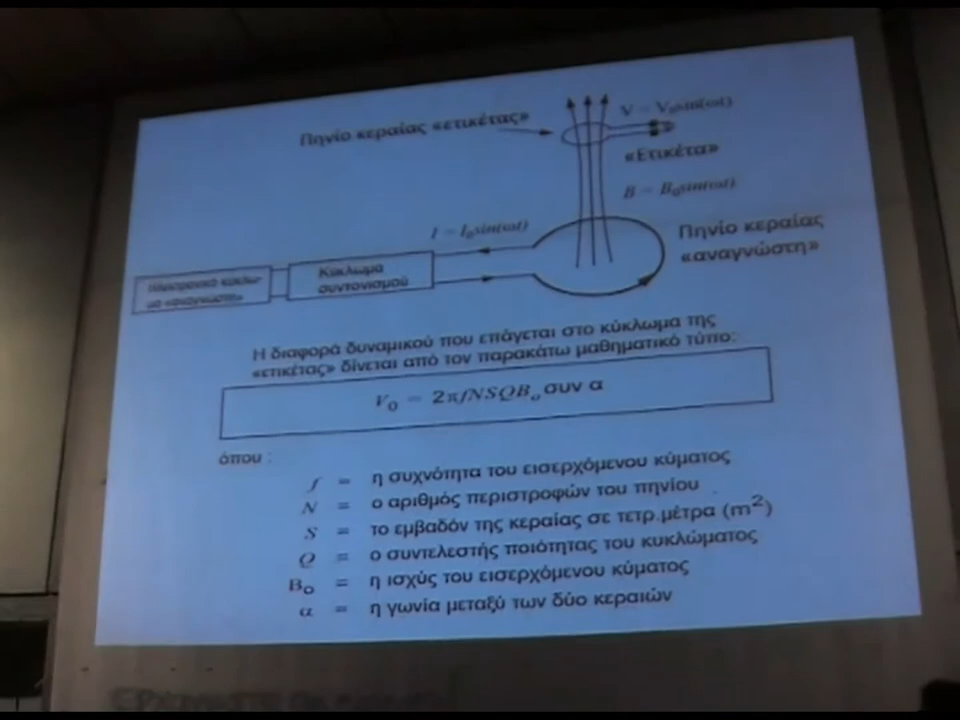 Πηνίο κεραίας «ετικέτας»
V = V₀sin(ωt)
«Ετικέτα»
B = B₀sin(ωt)
I = I₀sin(ωt)
Πηνίο κεραίας
«αναγνώστη»
Κύκλωμα
συντονισμού
Η διαφορά δυναμικού που επάγεται στο κύκλωμα της
«ετικέτας» δίνεται από τον παρακάτω μαθηματικό τύπο:
V₀ = 2πfNSQB₀συν α
όπου :
f = η συχνότητα του εισερχόμενου κύματος
N = ο αριθμός περιστροφών του πηνίου
S = το εμβαδόν της κεραίας σε τετρ.μέτρα (m²)
Q = ο συντελεστής ποιότητας του κυκλώματος
B₀ = η ισχύς του εισερχόμενου κύματος
α = η γωνία μεταξύ των δύο κεραιών